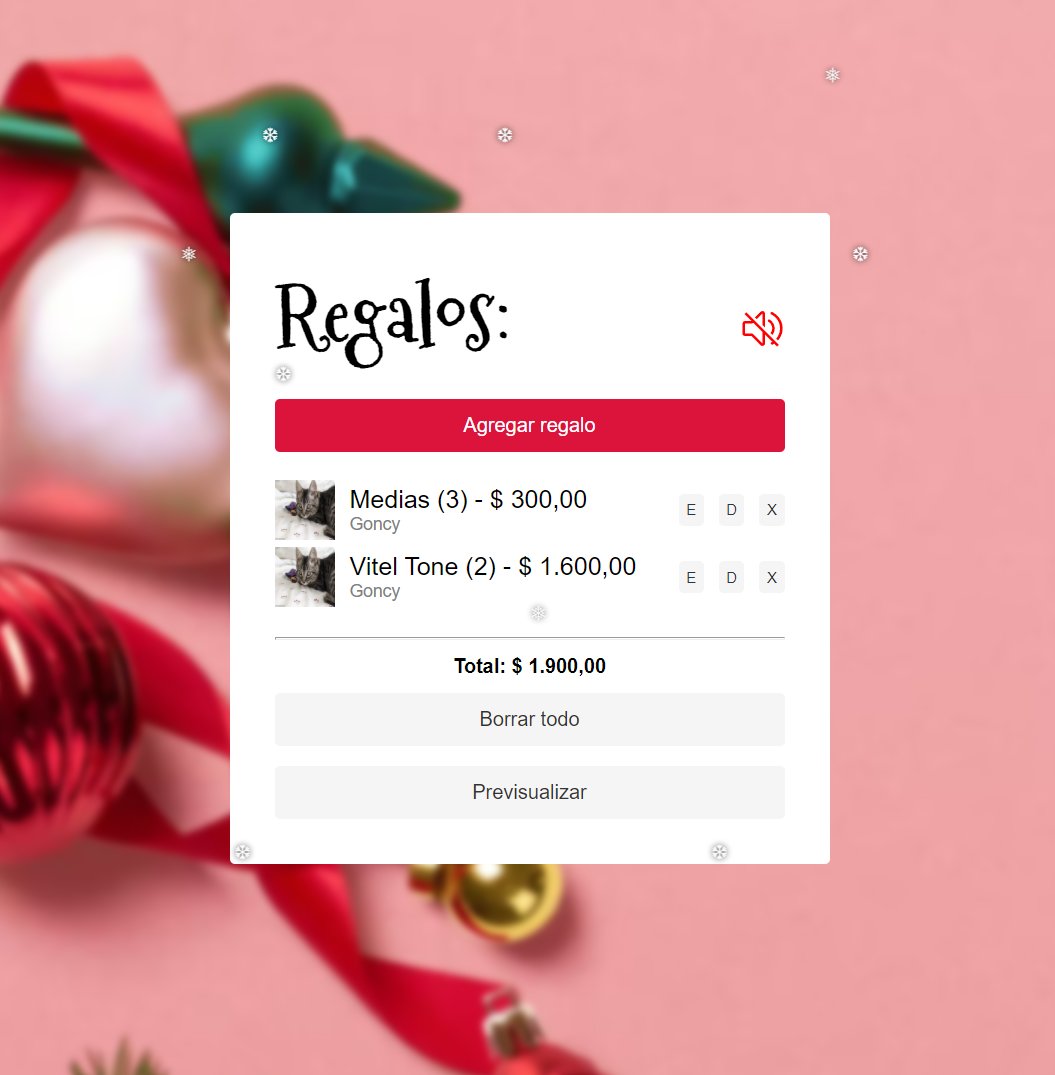 Regalos:
Agregar regalo
Medias (3) - $ 300,00
Goncy
E D X
Vitel Tone (2) - $ 1.600,00
Goncy
E D X
Total: $ 1.900,00
Borrar todo
Previsualizar